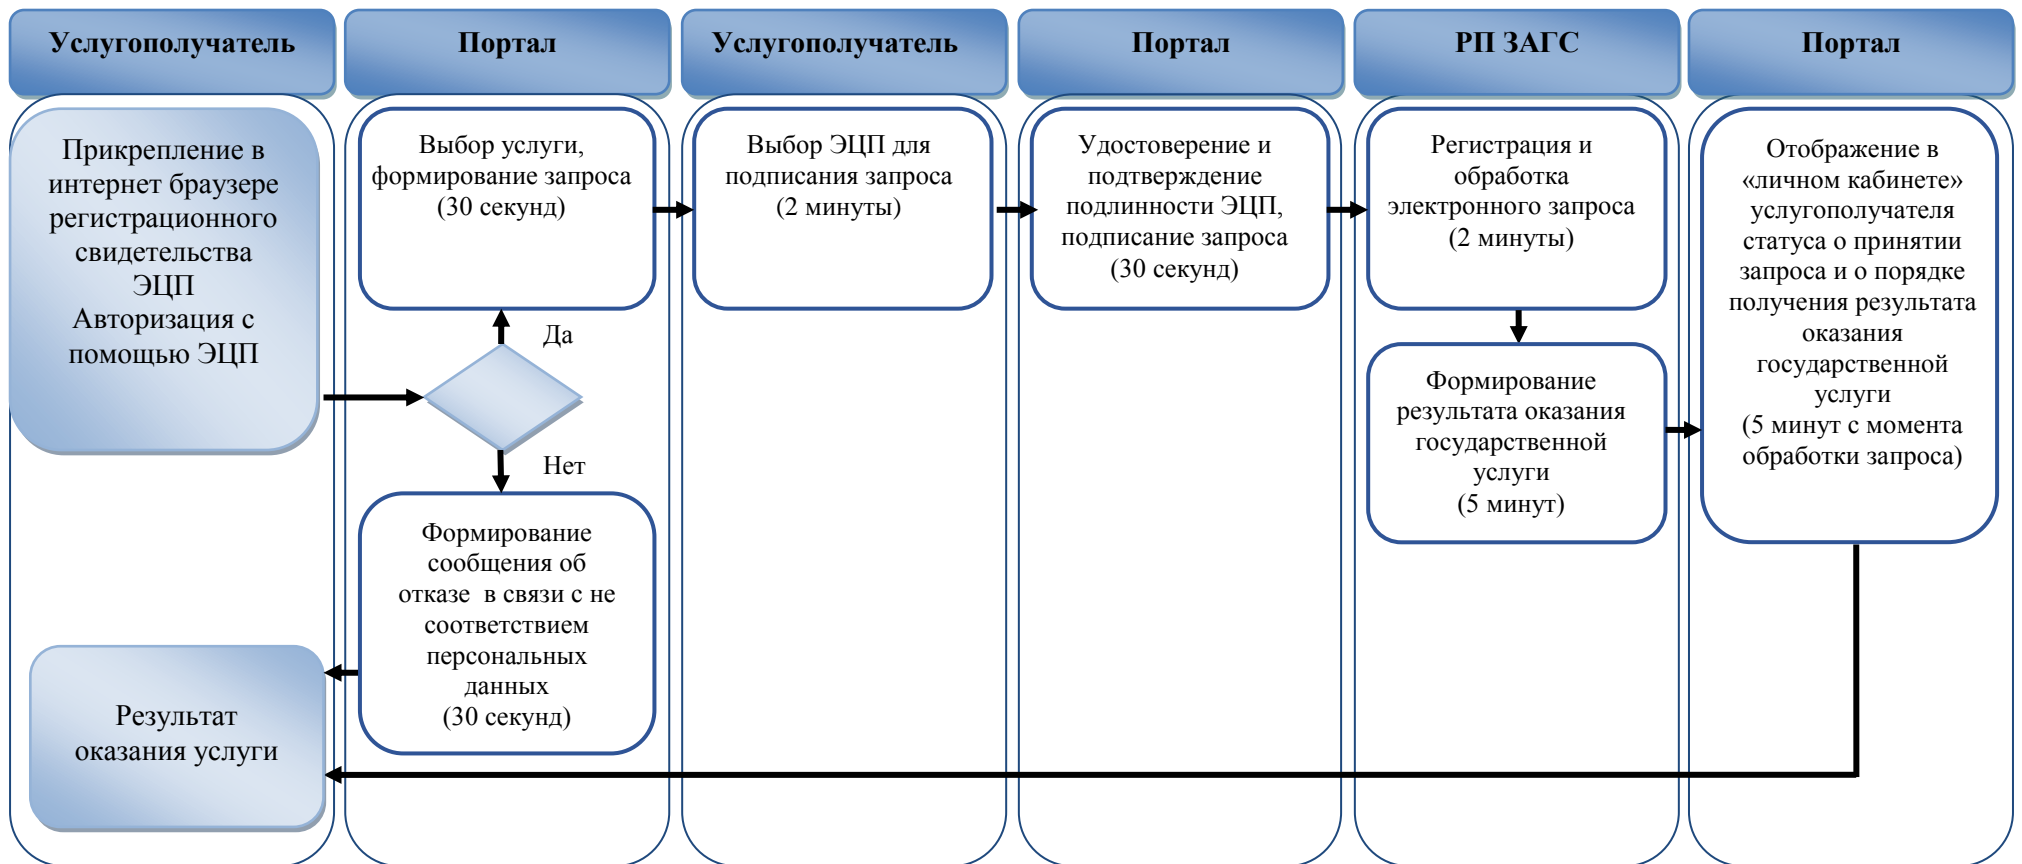 Услугополучатель
Портал
Услугополучатель
Портал
РП ЗАГС
Портал
Прикрепление в
интернет браузере
регистрационного
свидетельства
ЭЦП
Авторизация с
помощью ЭЦП
Выбор услуги,
формирование запроса
(30 секунд)
Да
Нет
Формирование
сообщения об
отказе  в связи с не
соответствием
персональных
данных
(30 секунд)
Выбор ЭЦП для
подписания запроса
(2 минуты)
Удостоверение и
подтверждение
подлинности ЭЦП,
подписание запроса
(30 секунд)
Регистрация и
обработка
электронного запроса
(2 минуты)
Формирование
результата оказания
государственной
услуги
(5 минут)
Отображение в
«личном кабинете»
услугополучателя
статуса о принятии
запроса и о порядке
получения результата
оказания
государственной
услуги
(5 минут с момента
обработки запроса)
Результат
оказания услуги